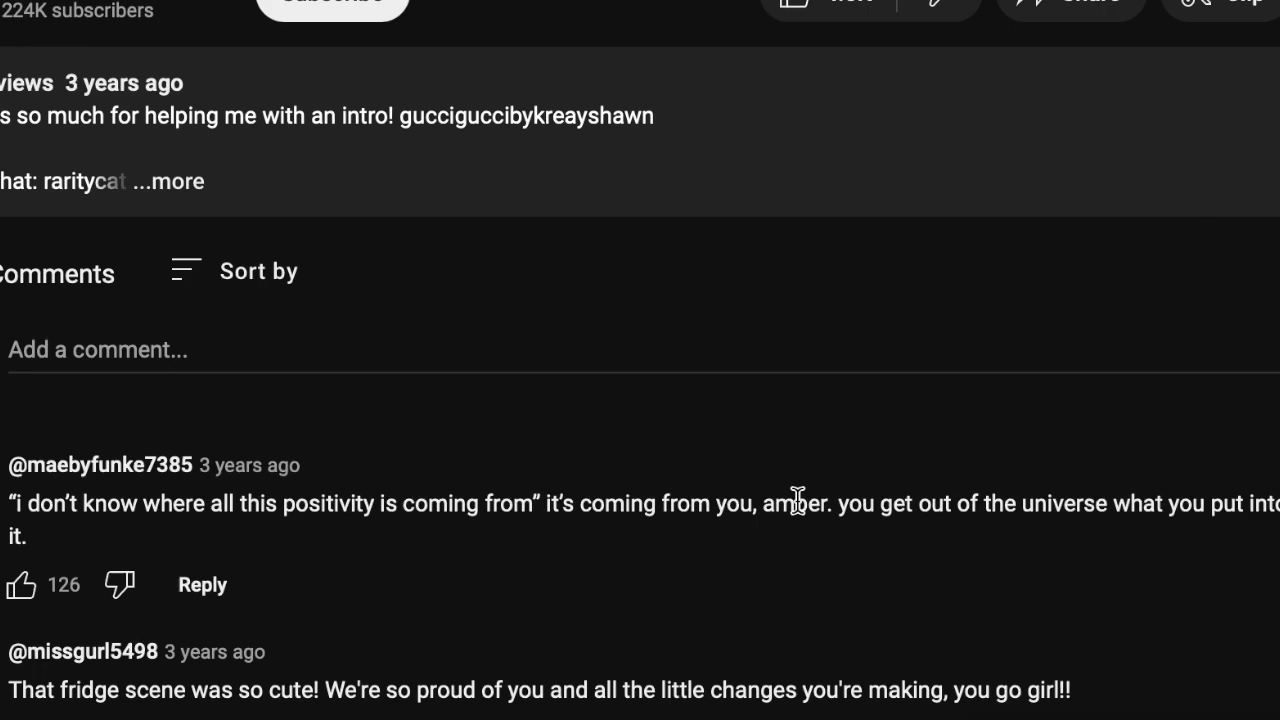 224K subscribers
views 3 years ago
s so much for helping me with an intro! gucciguccibykreayshawn
hat: raritycat ...more
Comments Sort by
Add a comment...
@maebyfunke7385 3 years ago
“i don’t know where all this positivity is coming from” it’s coming from you, amber. you get out of the universe what you put into
it.
126 Reply
@missgurl5498 3 years ago
That fridge scene was so cute! We're so proud of you and all the little changes you're making, you go girl!!